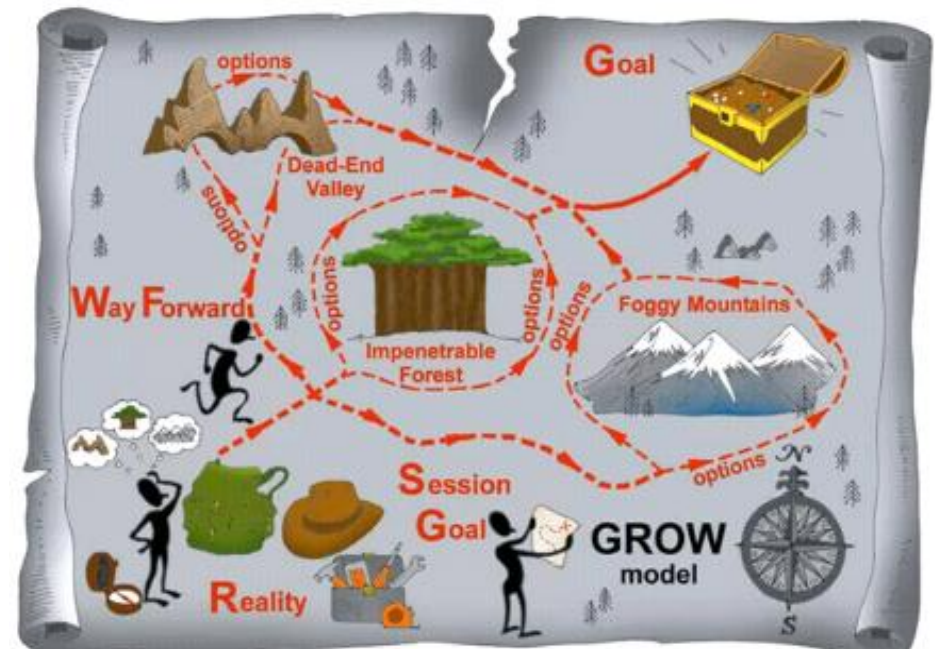 options
Goal
Dead-End
Valley
options
options
options
options
Way Forward
Foggy Mountains
Impenetrable
Forest
options
Session
Goal
GROW
model
Reality
N
S